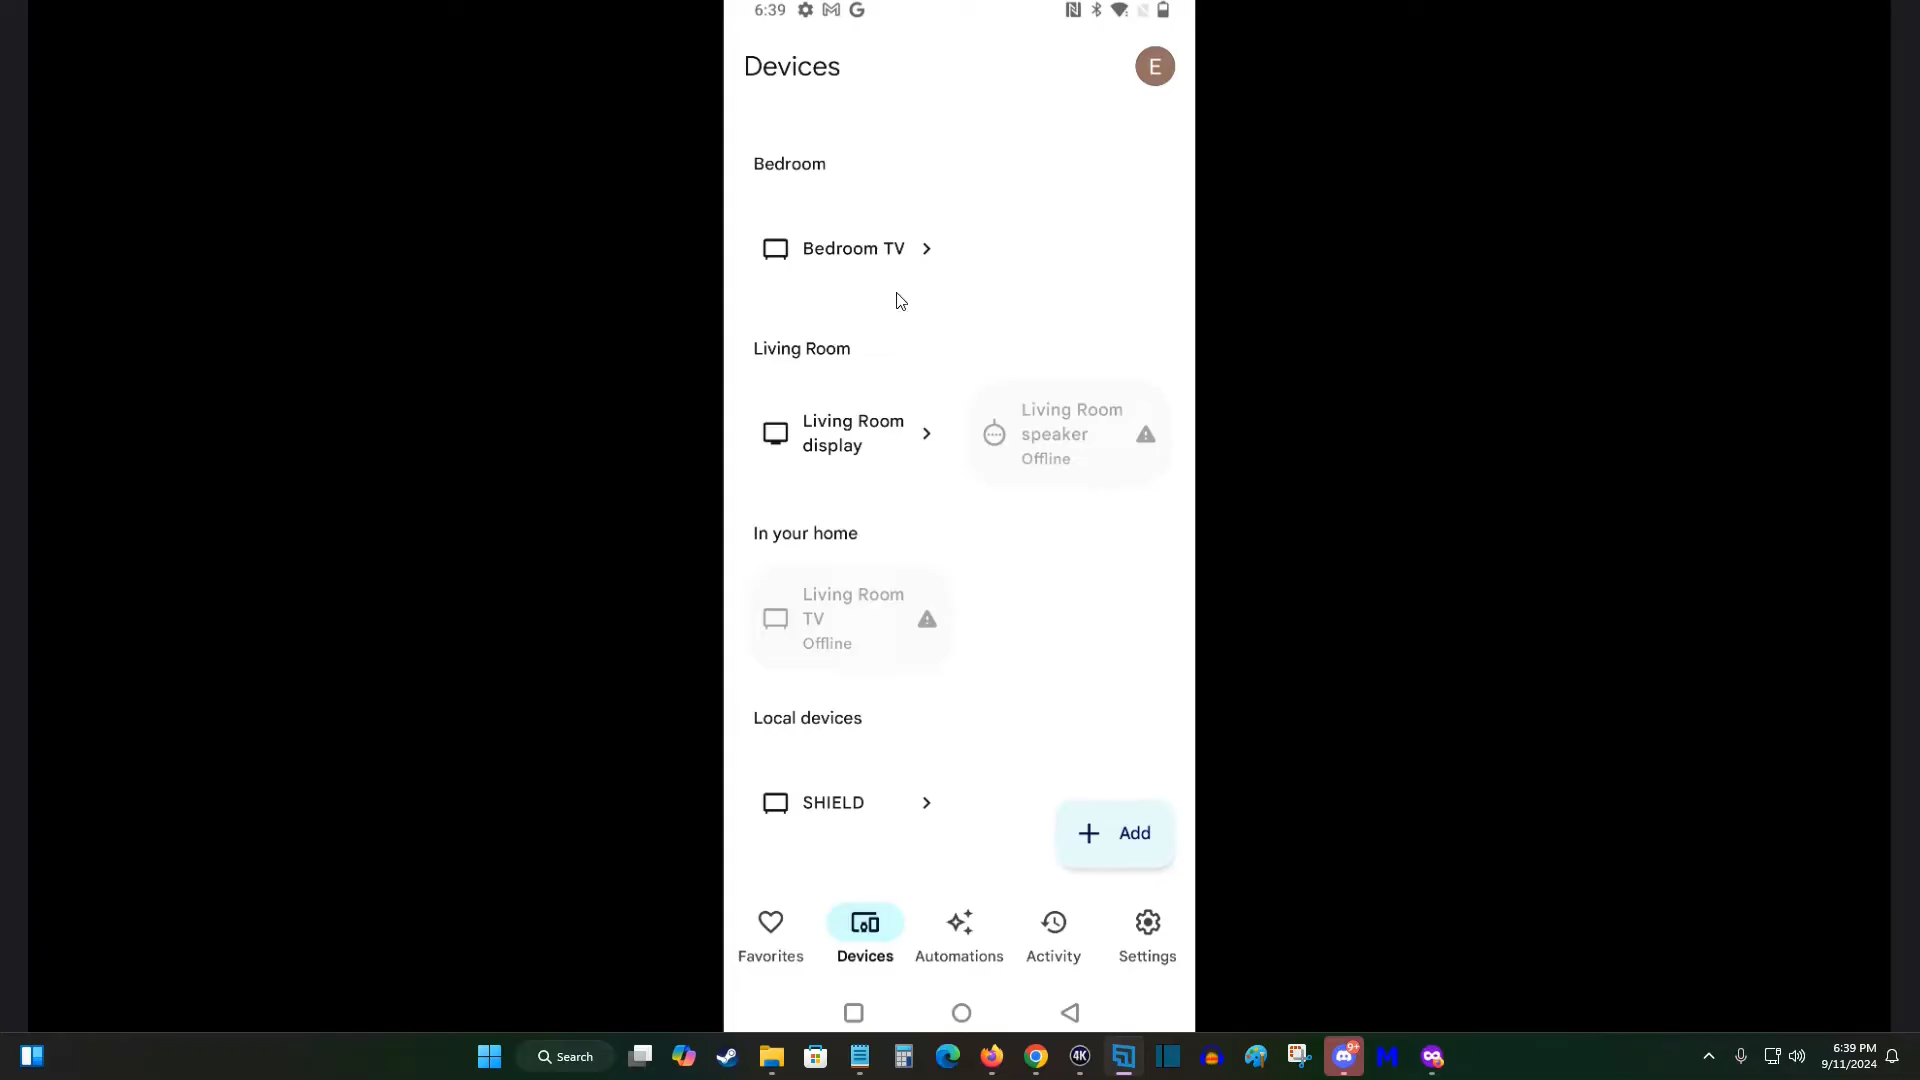 6:39
Devices
E
Bedroom
Bedroom TV
Living Room
Living Room
display
Living Room
speaker
Offline
In your home
Living Room
TV
Offline
Local devices
SHIELD
Add
Favorites
Devices
Automations
Activity
Settings
Search
4K
9+
6:39 PM
9/11/2024